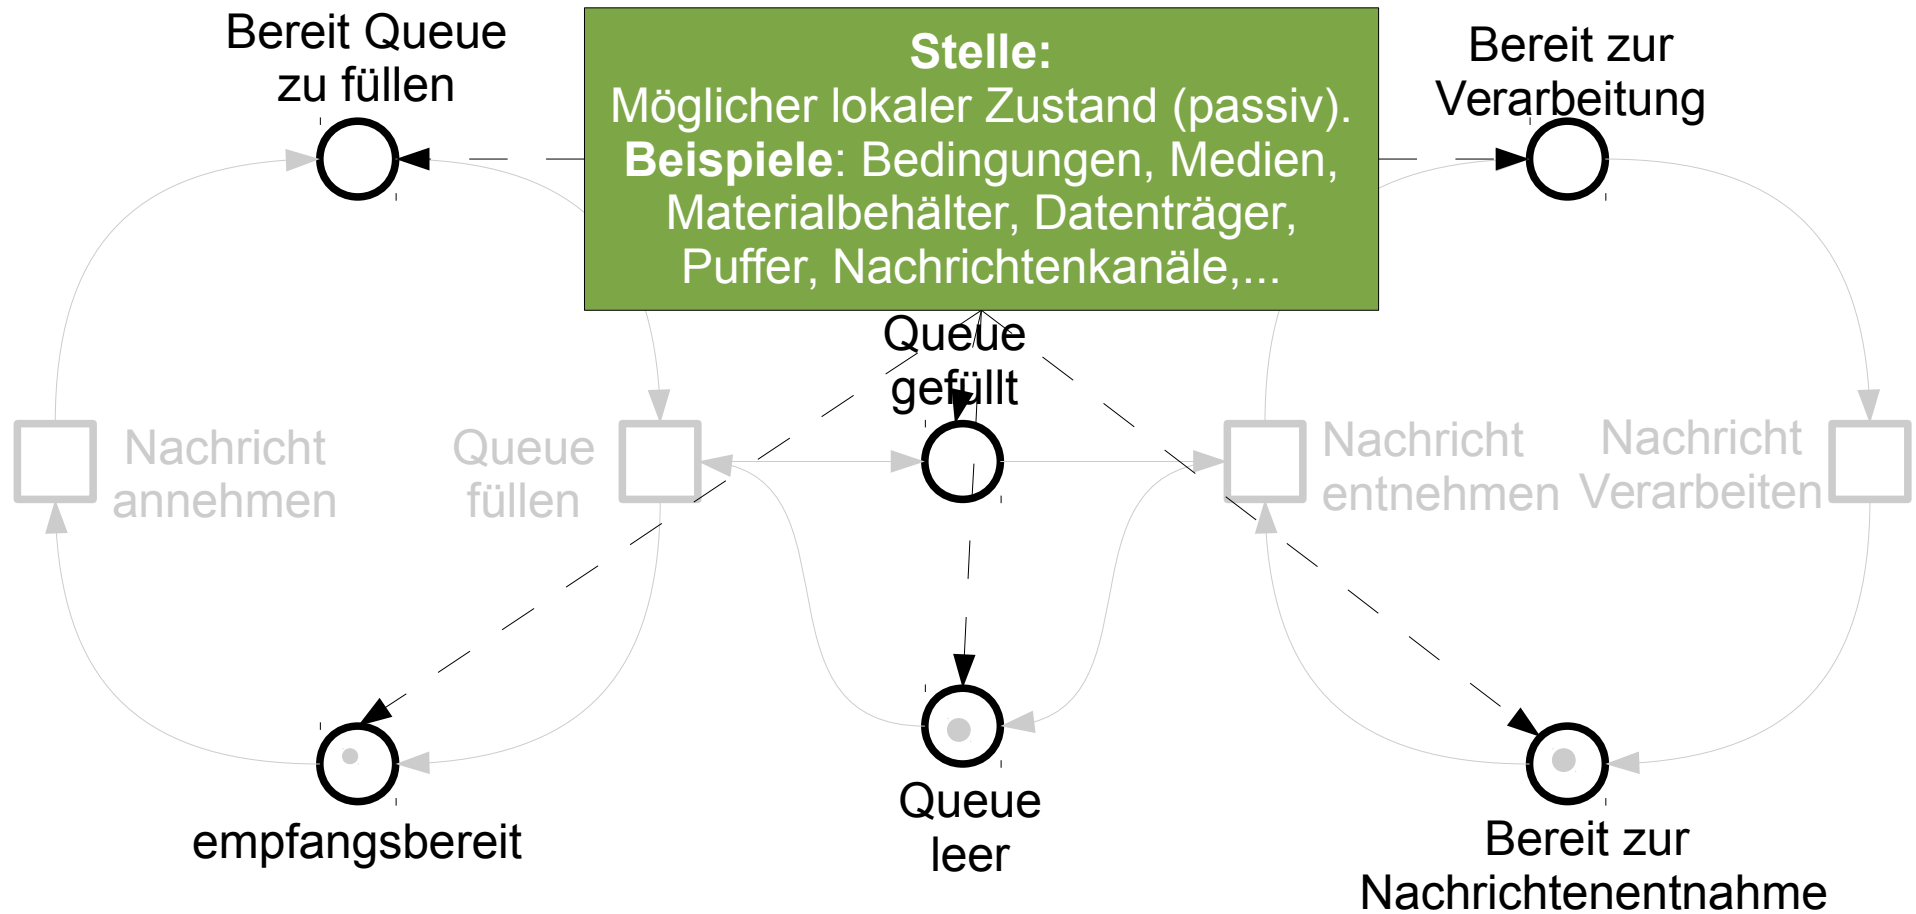 Bereit Queue
zu füllen
Stelle:
Möglicher lokaler Zustand (passiv).
Beispiele: Bedingungen, Medien,
Materialbehälter, Datenträger,
Puffer, Nachrichtenkanäle,...
Bereit zur
Verarbeitung
Queue
gefüllt
Nachricht
annehmen
Queue
füllen
Nachricht
entnehmen
Nachricht
Verarbeiten
empfangsbereit
Queue
leer
Bereit zur
Nachrichtenentnahme